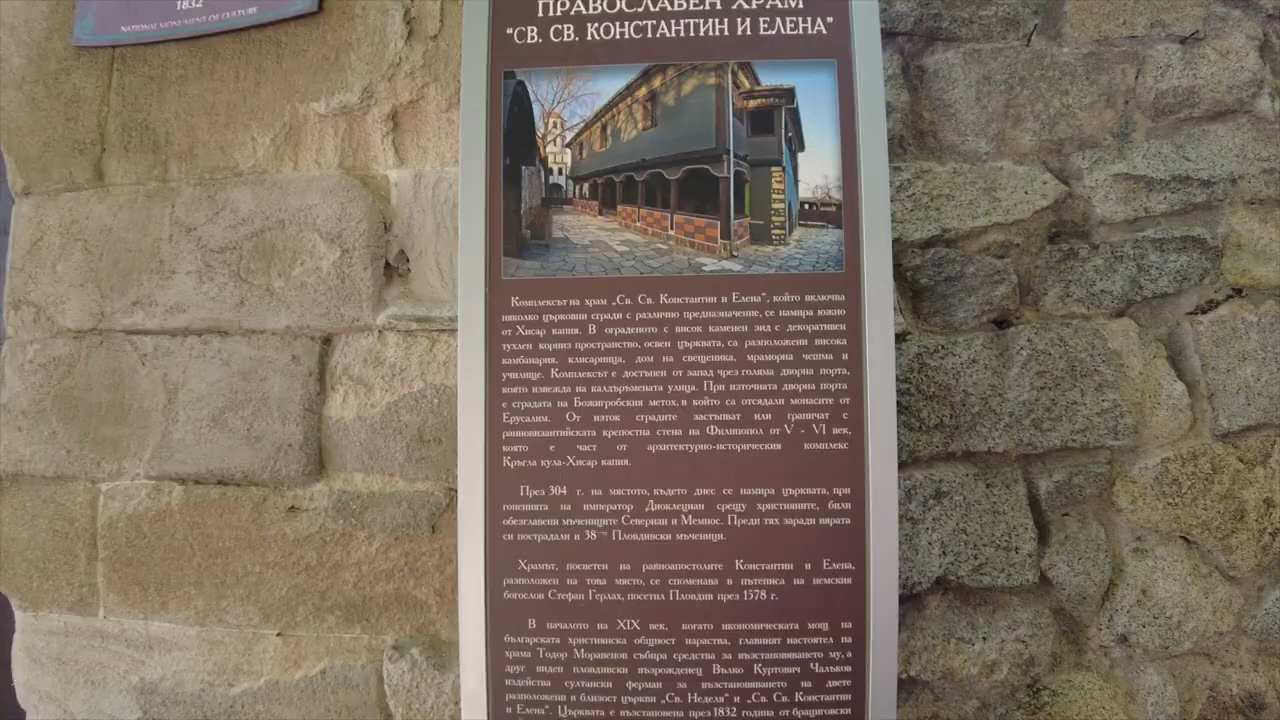 1832
NATIONAL MONUMENT OF CULTURE
ПРАВОСЛАВЕН ХРАМ
“СВ. СВ. КОНСТАНТИН И ЕЛЕНА”
Комплексът на храм „Св. Св. Константин и Елена“, който включва
няколко църковни сгради с различно предназначение, се намира южно
от Хисар капия. В ограденото с висок каменен зид с декоративен
тухлен корниз пространство, освен църквата, са разположени висока
камбанария, клисарница, дом на свещеника, мраморна чешма и
училище. Комплексът е достъпен от запад чрез голяма дворна порта,
която извежда на калдъръмената улица. При източната дворна порта
е сградата на Божигробския метох, в който са отсядали монасите от
Ерусалим. От изток сградите застъпват или граничат с
ранновизантийската крепостна стена на Филипопол от V - VI век,
която е част от архитектурно-историческия комплекс
Кръгла кула-Хисар капия.
През 304 г. на мястото, където днес се намира църквата, при
гоненията на император Диоклециан срещу християните, били
обезглавени мъчениците Севериан и Мемнос. Преди тях заради вярата
си пострадали и 38-те Пловдивски мъченици.
Храмът, посветен на равноапостолите Константин и Елена,
разположен на това място, се споменава в пътеписа на немския
богослов Стефан Герлах, посетил Пловдив през 1578 г.
В началото на XIX век, когато икономическата мощ на
българската християнска общност нараства, главният настоятел на
храма Тодор Моравенов събира средства за възстановяването му, а
друг виден пловдивски възрожденец Вълко Куртович Чалъков
издейства султански ферман за възстановяването на двете
разположени в близост църкви „Св. Неделя“ и „Св. Св. Константин
и Елена“. Църквата е възстановена през 1832 година от брациговски